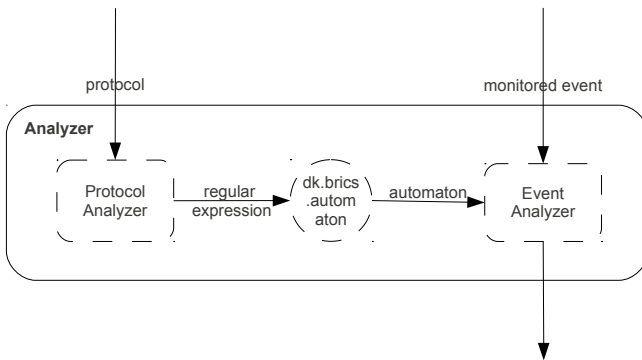 protocol
monitored event
Analyzer
Protocol
Analyzer
regular
expression
dk.brics
.autom
aton
automaton
Event
Analyzer